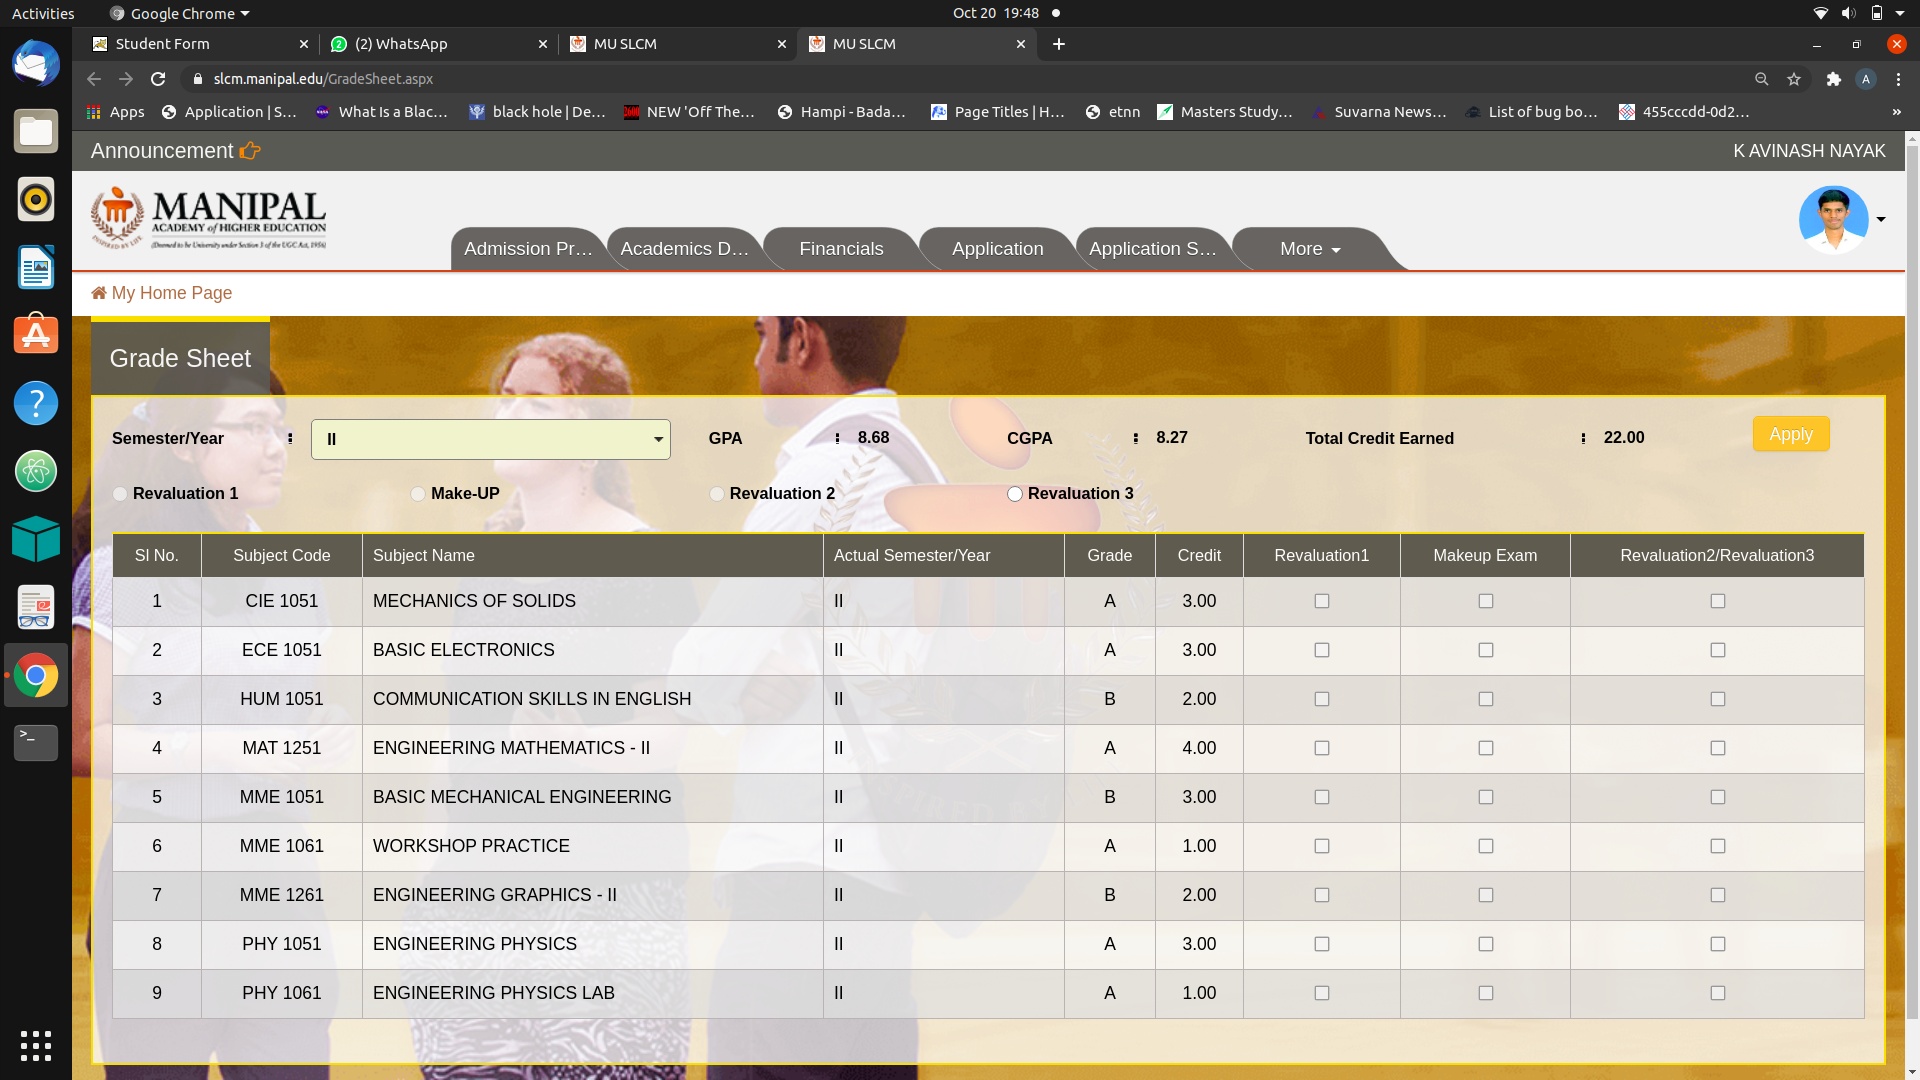 Activities Google Chrome Oct 20 19:48
Student Form (2) WhatsApp MU SLCM MU SLCM
slcm.manipal.edu/GradeSheet.aspx A
Apps Application | S... What Is a Blac... black hole | De... NEW 'Off The... Hampi - Bada... Page Titles | H... etnn Masters Study... Suvarna News... List of bug bo... 455cccdd-0d2... »
Announcement K AVINASH NAYAK
MANIPAL
ACADEMY of HIGHER EDUCATION
(Deemed to be University under Section 3 of the UGC Act, 1956)
INSPIRED BY LIFE
Admission Pr... Academics D... Financials Application Application S... More
My Home Page
Grade Sheet
Semester/Year : II GPA : 8.68 CGPA : 8.27 Total Credit Earned : 22.00 Apply
Revaluation 1 Make-UP Revaluation 2 Revaluation 3
Sl No. Subject Code Subject Name Actual Semester/Year Grade Credit Revaluation1 Makeup Exam Revaluation2/Revaluation3
1 CIE 1051 MECHANICS OF SOLIDS II A 3.00
2 ECE 1051 BASIC ELECTRONICS II A 3.00
3 HUM 1051 COMMUNICATION SKILLS IN ENGLISH II B 2.00
4 MAT 1251 ENGINEERING MATHEMATICS - II II A 4.00
5 MME 1051 BASIC MECHANICAL ENGINEERING II B 3.00
6 MME 1061 WORKSHOP PRACTICE II A 1.00
7 MME 1261 ENGINEERING GRAPHICS - II II B 2.00
8 PHY 1051 ENGINEERING PHYSICS II A 3.00
9 PHY 1061 ENGINEERING PHYSICS LAB II A 1.00